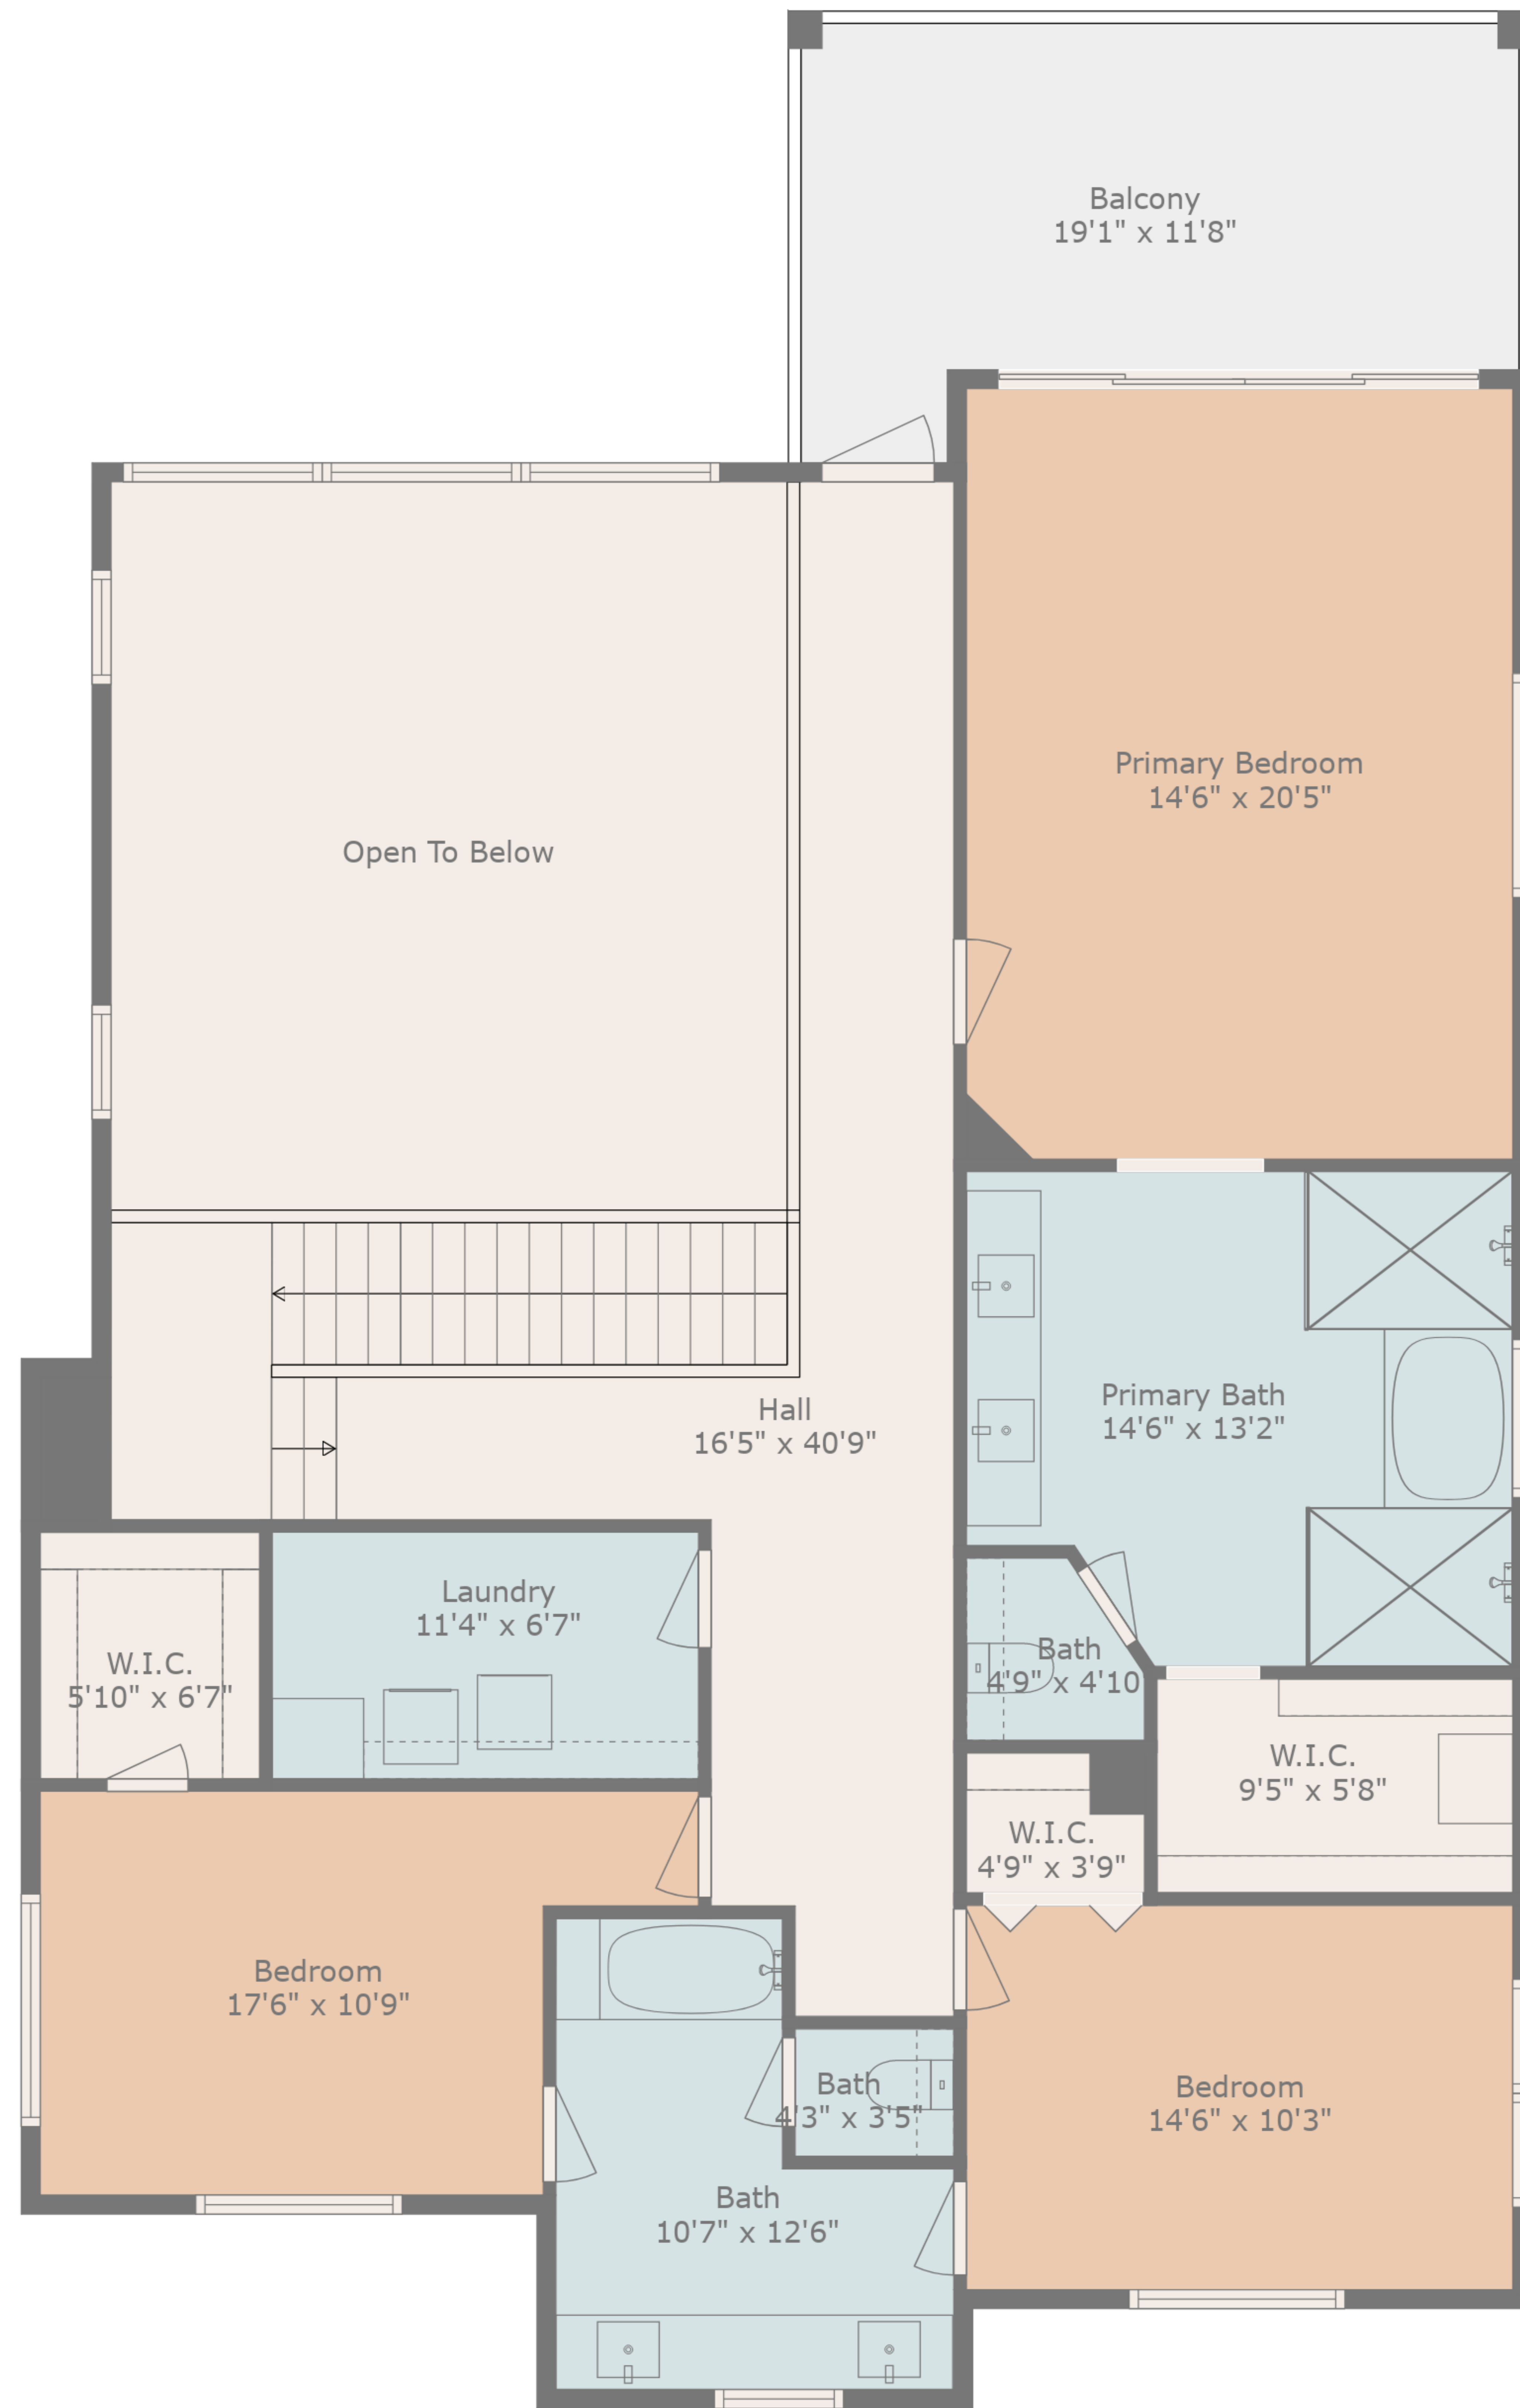 Balcony
19'1" x 11'8"
Primary Bedroom
14'6" x 20'5"
Open To Below
Hall
16'5" x 40'9"
Primary Bath
14'6" x 13'2"
Laundry
11'4" x 6'7"
W.I.C.
5'10" x 6'7"
Bath
4'9" x 4'10
W.I.C.
9'5" x 5'8"
W.I.C.
4'9" x 3'9"
Bedroom
17'6" x 10'9"
Bath
4'3" x 3'5"
Bedroom
14'6" x 10'3"
Bath
10'7" x 12'6"